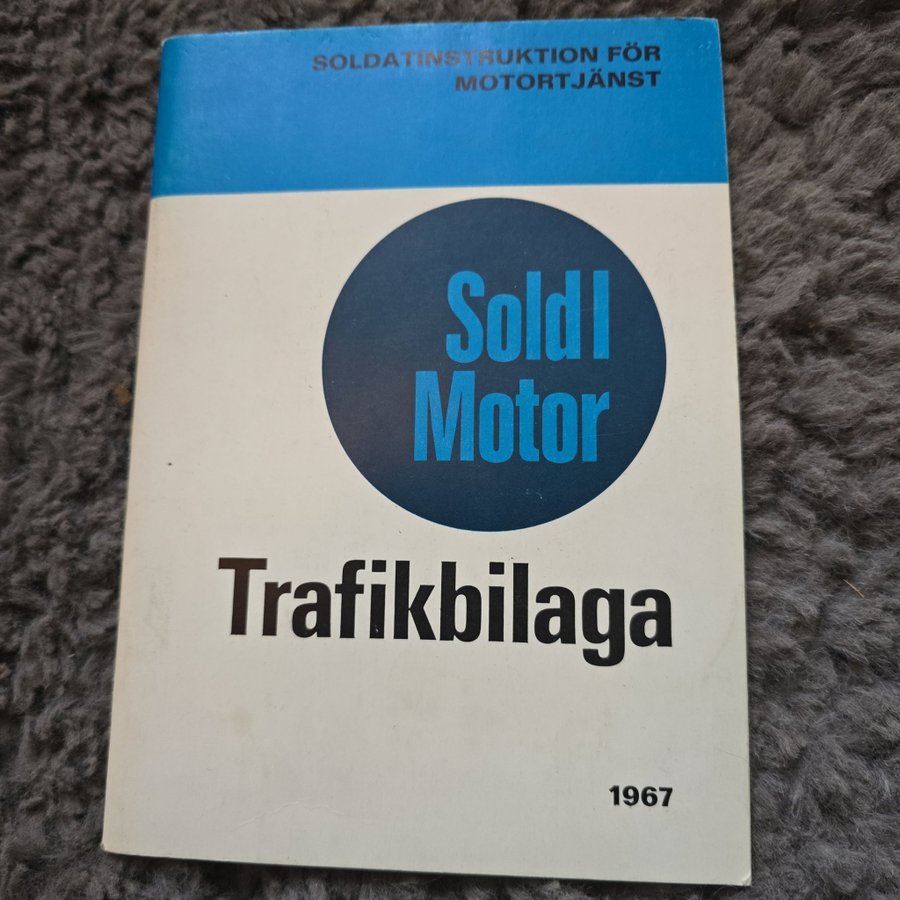 SOLDATINSTRUKTION FÖR
MOTORTJÄNST
Sold I
Motor
Trafikbilaga
1967